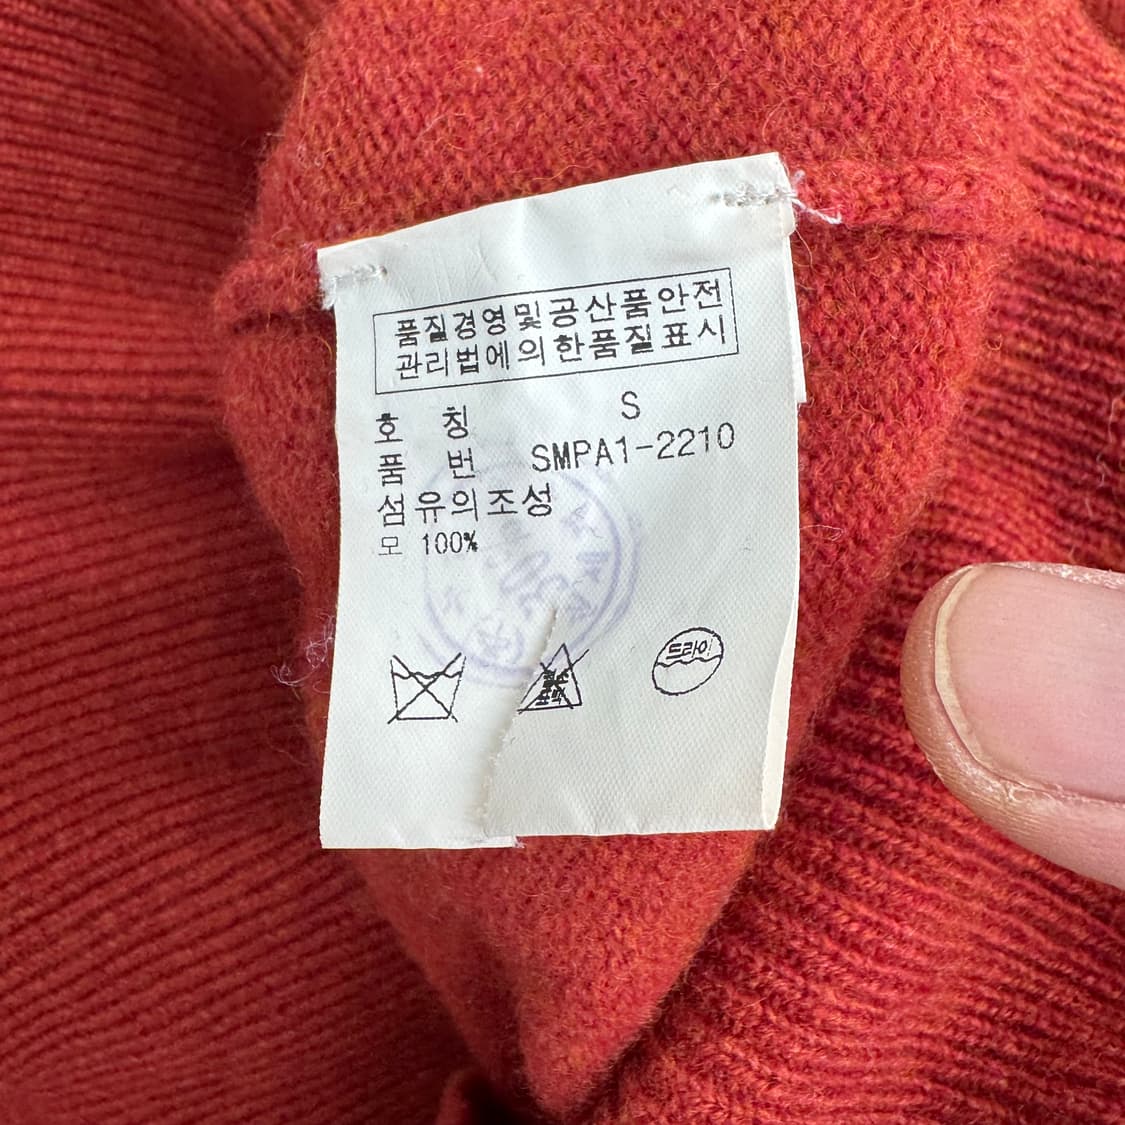 품질경영및공산품안전
관리법에의한품질표시
호 칭 S
품 번 SMPA1-2210
섬유의조성
모 100%
드라이